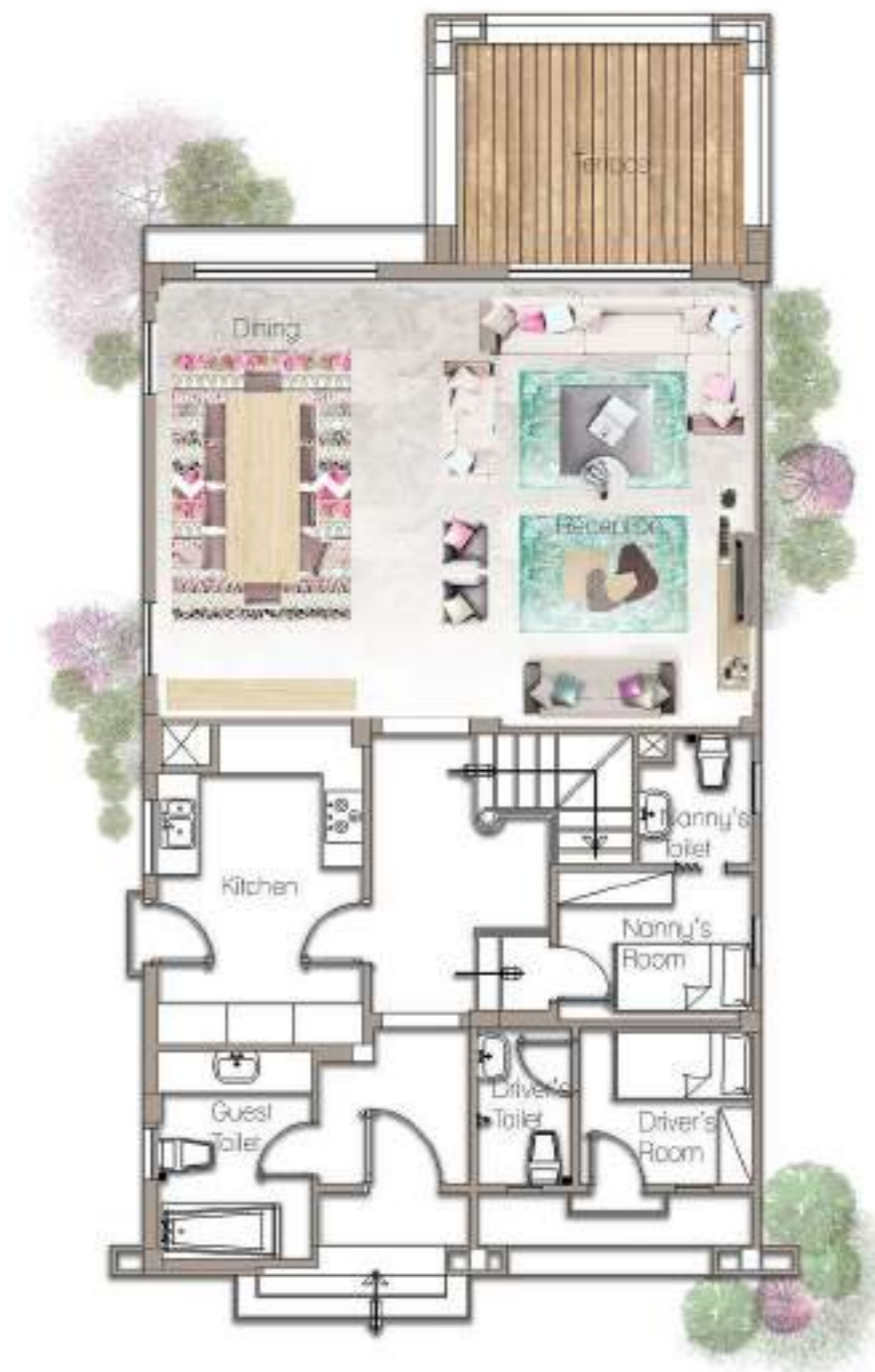 Terrace
Dining
Reception
Nanny's
Toilet
Kitchen
Nanny's
Room
Guest
Toilet
Driver's
Toilet
Driver's
Room